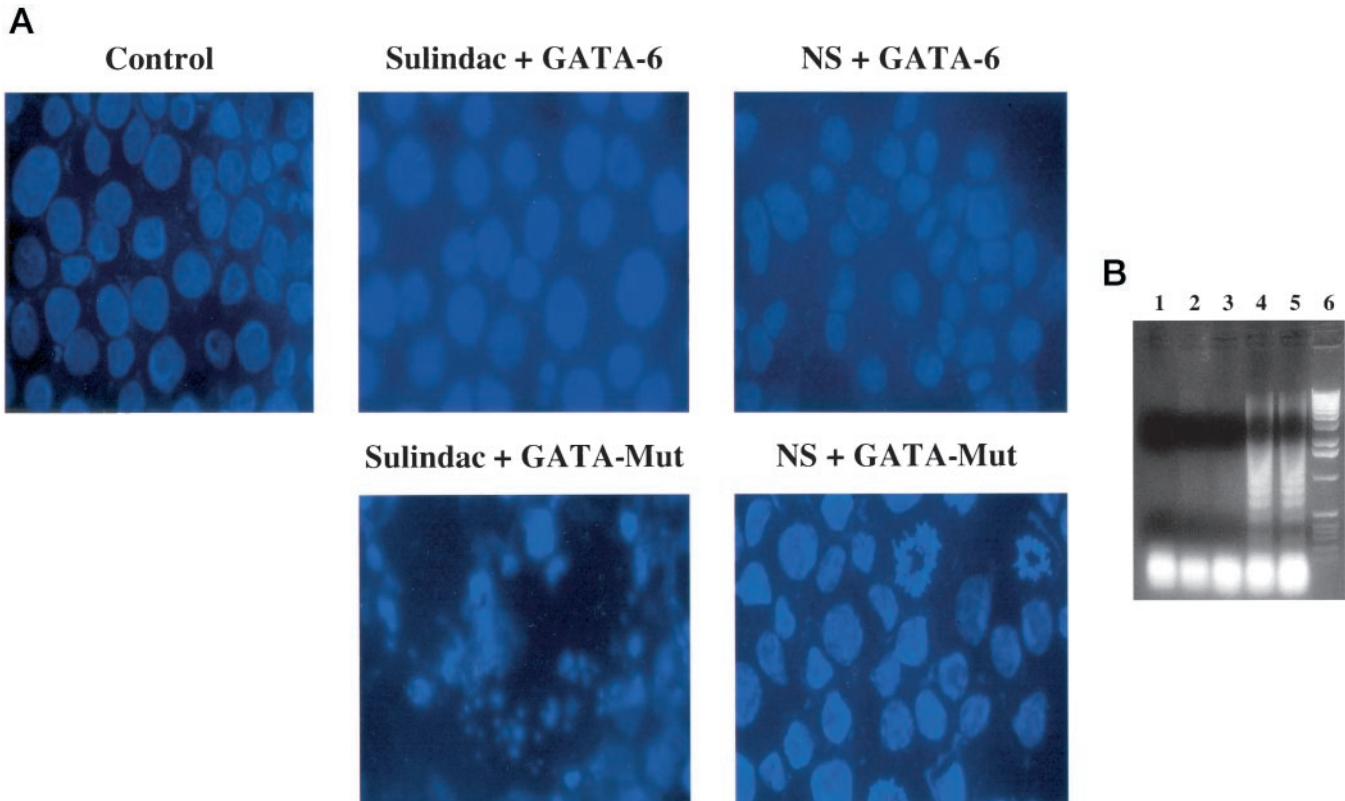 A
Control
Sulindac + GATA-6
NS + GATA-6
Sulindac + GATA-Mut
NS + GATA-Mut
B
1 2 3 4 5 6